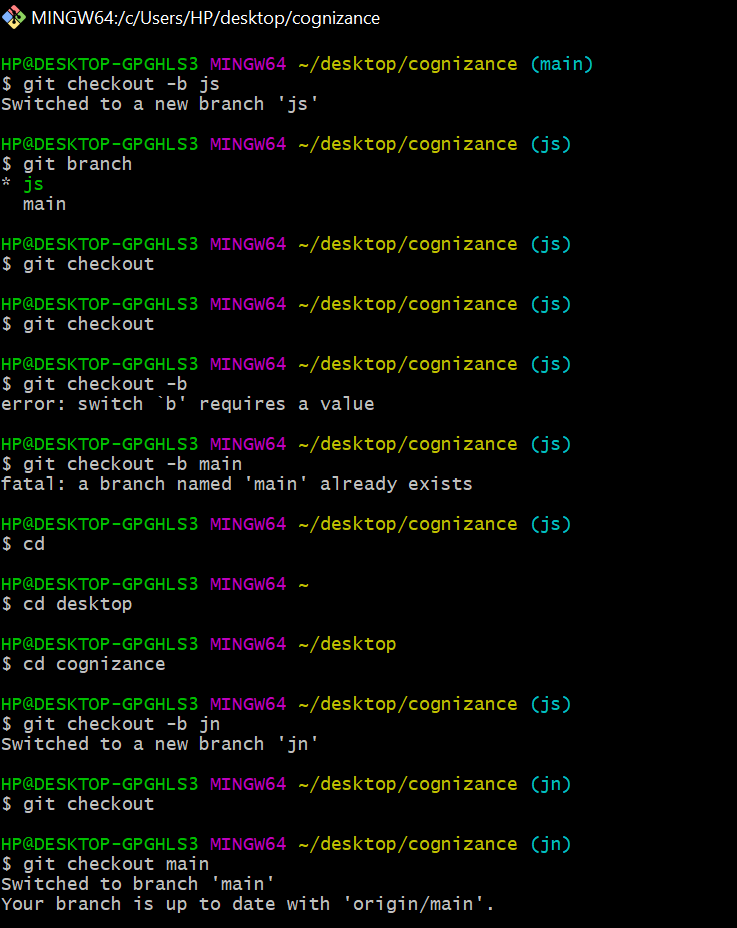 MINGW64:/c/Users/HP/desktop/cognizance
HP@DESKTOP-GPGHLS3 MINGW64 ~/desktop/cognizance (main)
$ git checkout -b js
Switched to a new branch 'js'
HP@DESKTOP-GPGHLS3 MINGW64 ~/desktop/cognizance (js)
$ git branch
* js
  main
HP@DESKTOP-GPGHLS3 MINGW64 ~/desktop/cognizance (js)
$ git checkout
HP@DESKTOP-GPGHLS3 MINGW64 ~/desktop/cognizance (js)
$ git checkout
HP@DESKTOP-GPGHLS3 MINGW64 ~/desktop/cognizance (js)
$ git checkout -b
error: switch `b' requires a value
HP@DESKTOP-GPGHLS3 MINGW64 ~/desktop/cognizance (js)
$ git checkout -b main
fatal: a branch named 'main' already exists
HP@DESKTOP-GPGHLS3 MINGW64 ~/desktop/cognizance (js)
$ cd
HP@DESKTOP-GPGHLS3 MINGW64 ~
$ cd desktop
HP@DESKTOP-GPGHLS3 MINGW64 ~/desktop
$ cd cognizance
HP@DESKTOP-GPGHLS3 MINGW64 ~/desktop/cognizance (js)
$ git checkout -b jn
Switched to a new branch 'jn'
HP@DESKTOP-GPGHLS3 MINGW64 ~/desktop/cognizance (jn)
$ git checkout
HP@DESKTOP-GPGHLS3 MINGW64 ~/desktop/cognizance (jn)
$ git checkout main
Switched to branch 'main'
Your branch is up to date with 'origin/main'.